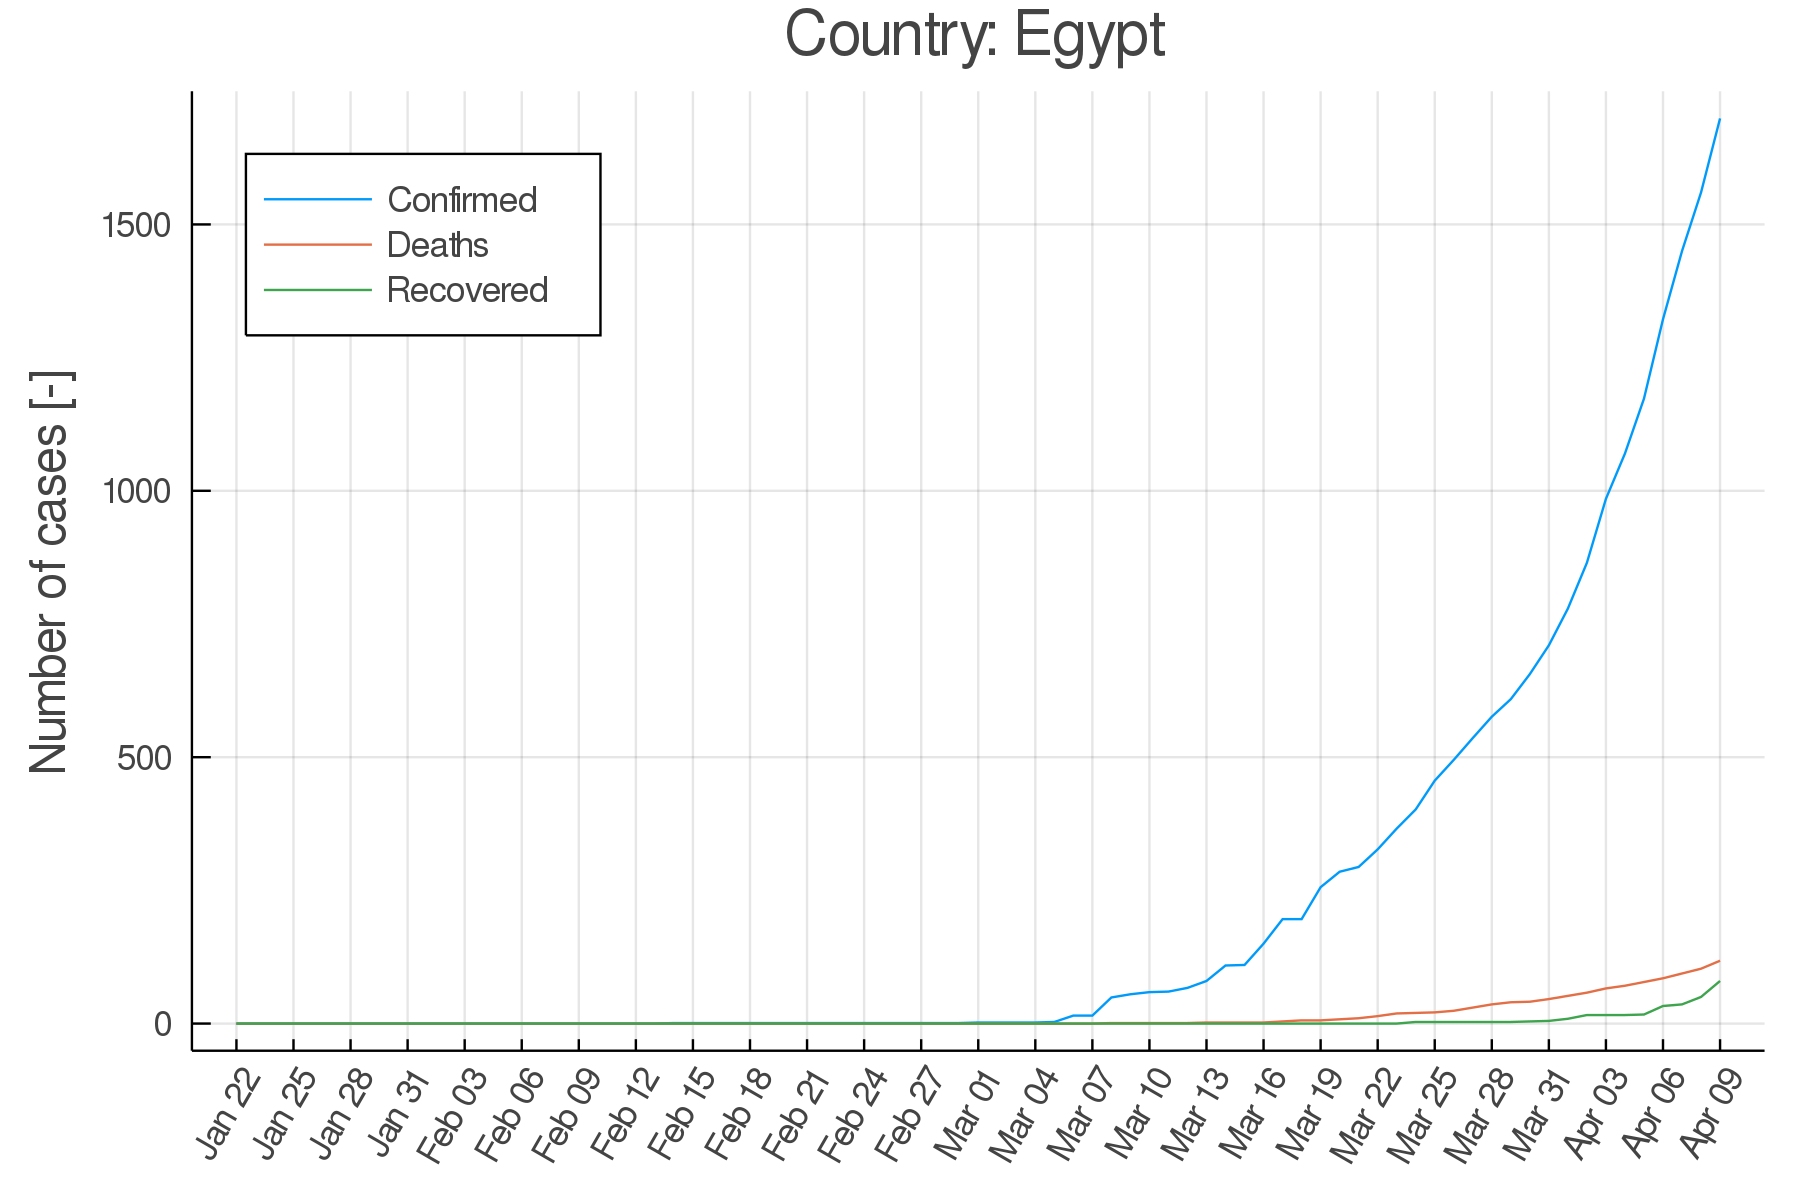 Country: Egypt
Number of cases [-]
Confirmed
Deaths
Recovered
1500
1000
500
0
Jan 22
Jan 25
Jan 28
Jan 31
Feb 03
Feb 06
Feb 09
Feb 12
Feb 15
Feb 18
Feb 21
Feb 24
Feb 27
Mar 01
Mar 04
Mar 07
Mar 10
Mar 13
Mar 16
Mar 19
Mar 22
Mar 25
Mar 28
Mar 31
Apr 03
Apr 06
Apr 09